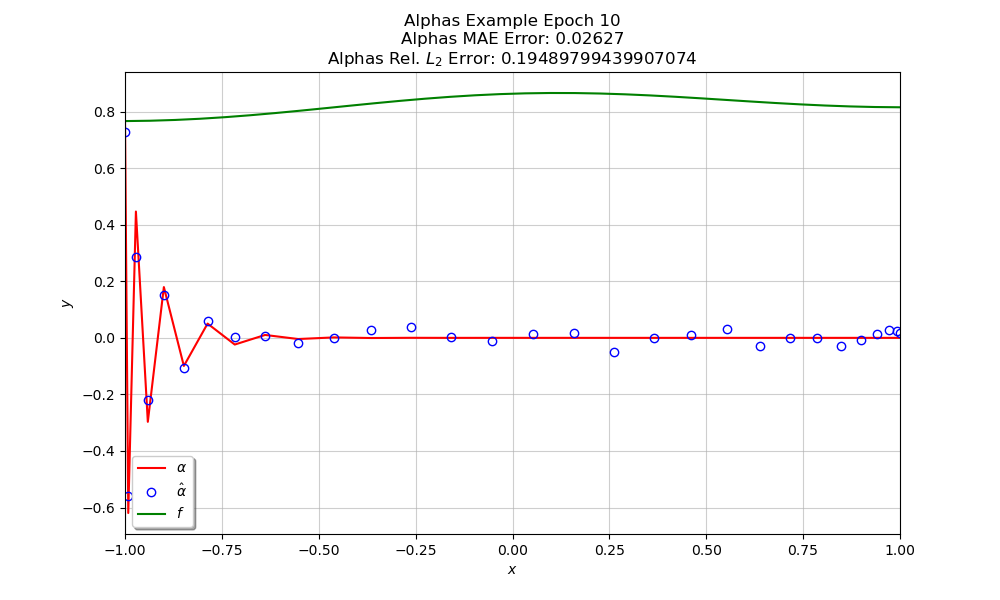 Alphas Example Epoch 10
Alphas MAE Error: 0.02627
Alphas Rel. $L_2$ Error: 0.19489799439907074
0.8
0.6
0.4
0.2
0.0
−0.2
−0.4
−0.6
y
α
α̂
f
−1.00 −0.75 −0.50 −0.25 0.00 0.25 0.50 0.75 1.00
x